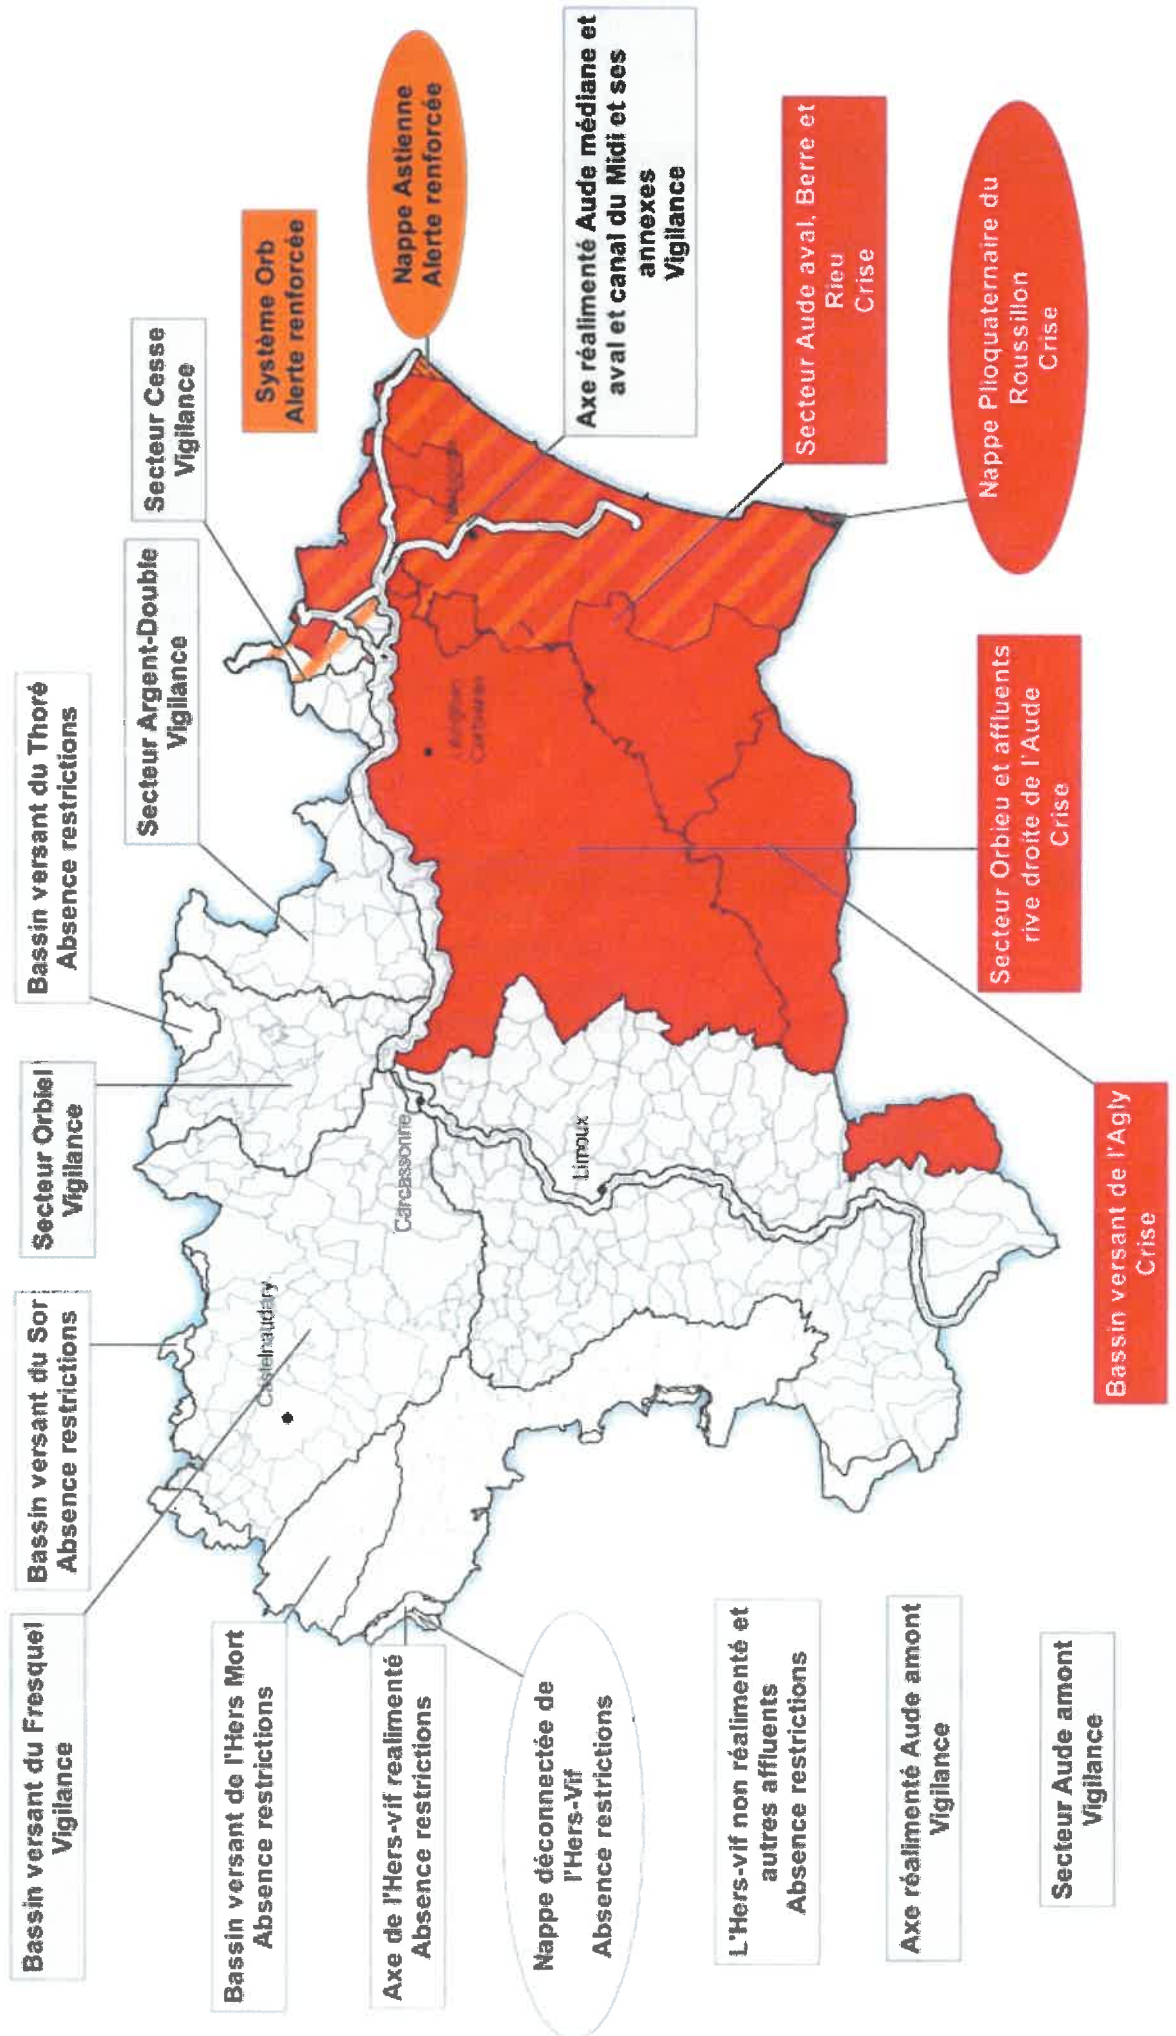 Bassin versant du Fresquel
Vigilance
Bassin versant du Sor
Absence restrictions
Secteur Orbiel
Vigilance
Bassin versant du Thoré
Absence restrictions
Secteur Argent-Double
Vigilance
Secteur Cesse
Vigilance
Système Orb
Alerte renforcée
Nappe Astienne
Alerte renforcée
Axe réalimenté Aude médiane et
aval et canal du Midi et ses
annexes
Vigilance
Secteur Aude aval, Berre et
Rieu
Crise
Nappe Plioquaternaire du
Roussillon
Crise
Secteur Orbieu et affluents
rive droite de l'Aude
Crise
Bassin versant de l'Agly
Crise
Bassin versant de l'Hers Mort
Absence restrictions
Axe de l'Hers-vif realimenté
Absence restrictions
Nappe déconnectée de
l'Hers-Vif
Absence restrictions
L'Hers-vif non réalimenté et
autres affluents
Absence restrictions
Axe réalimenté Aude amont
Vigilance
Secteur Aude amont
Vigilance
Castelnaudary
Carcassonne
Limoux
Lézignan
Corbières